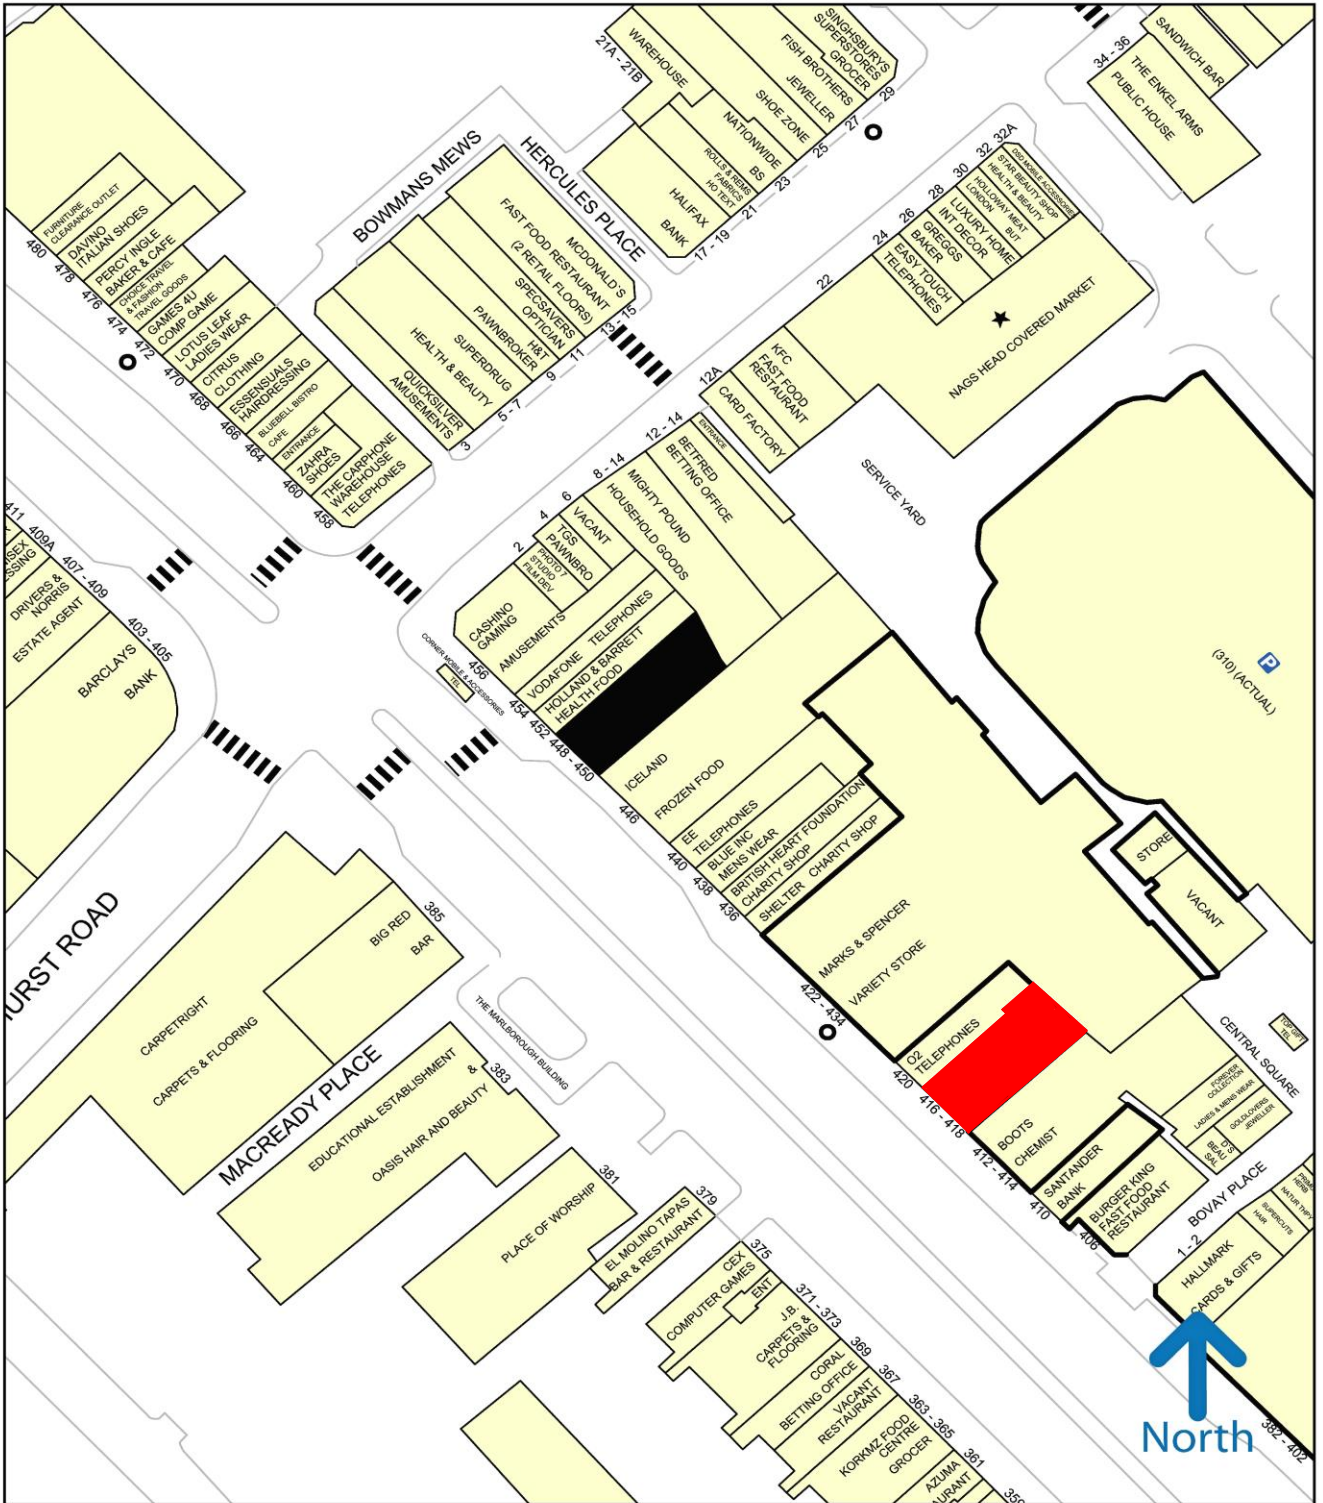 SINGHSBURYS
SUPERSTORES
GROCER
FISH BROTHERS
JEWELLER
SHOE ZONE
WAREHOUSE
21A - 21B
NATIONWIDE
BS
ROLLS & REMS
FABRICS
HO TEXT
HALIFAX
BANK
29
27
25
23
21
17 - 19
SANDWICH BAR
34 - 36
THE ENKEL ARMS
PUBLIC HOUSE
BOWMANS MEWS
HERCULES PLACE
MCDONALD'S
FAST FOOD RESTAURANT
(2 RETAIL FLOORS)
SPECSAVERS
OPTICIAN
H&T
PAWNBROKER
SUPERDRUG
HEALTH & BEAUTY
QUICKSILVER
AMUSEMENTS
15
13
11
9
5 - 7
3
FURNITURE
CLEARANCE OUTLET
DAVINO
ITALIAN SHOES
PERCY INGLE
BAKER & CAFE
CHOICE TRAVEL
& FASHION
TRAVEL GOODS
GAMES 4U
COMP GAME
LOTUS LEAF
LADIES WEAR
CITRUS
CLOTHING
ESSENSUALS
HAIRDRESSING
BLUEBELL BISTRO
CAFE
ENTRANCE
ZAHRA
SHOES
THE CARPHONE
WAREHOUSE
TELEPHONES
480
478
476
474
472
470
468
466
464
460
458
32A
32
30
28
26
24
22
12A
12 - 14
8 - 14
6
4
2
DSD MOBILE ACCESSORIES
STAR BEAUTY SHOP
HEALTH & BEAUTY
HOLLOWAY MEAT
LONDON BUT
LUXURY HOME
INT DECOR
GREGGS
BAKER
EASY TOUCH
TELEPHONES
NAGS HEAD COVERED MARKET
KFC
FAST FOOD
RESTAURANT
CARD FACTORY
ENTRANCE
BETFRED
BETTING OFFICE
MIGHTY POUND
HOUSEHOLD GOODS
VACANT
TGS
PAWNBRO
PHOTO 7
STUDIO
FILM DEV
CASHINO
GAMING
AMUSEMENTS
VODAFONE TELEPHONES
HOLLAND & BARRETT
HEALTH FOOD
SERVICE YARD
(310) (ACTUAL)
P
411
409A
407 - 409
403 - 405
DRIVERS &
NORRIS
ESTATE AGENT
BARCLAYS
BANK
CORNER MOBILE & ACCESSORIES
TEL
456
454
452
448 - 450
446
440
438
436
422 - 434
420
416 - 418
412 - 414
410
406
ICELAND
FROZEN FOOD
EE
TELEPHONES
BLUE INC
MENS WEAR
BRITISH HEART FOUNDATION
CHARITY SHOP
SHELTER CHARITY SHOP
MARKS & SPENCER
VARIETY STORE
O2
TELEPHONES
BOOTS
CHEMIST
SANTANDER
BANK
BURGER KING
FAST FOOD
RESTAURANT
STORE
VACANT
CENTRAL SQUARE
TOP GIFT
TEL
FOREVER
COLLECTION
LADIES & MENS WEAR
GOLDLOVERS
JEWELLER
BEAU
SAL
BOVAY PLACE
1 - 2
SUPERCUTS
HAIR
HALLMARK
CARDS & GIFTS
382 - 402
North
HURST ROAD
385
BIG RED
BAR
CARPETRIGHT
CARPETS & FLOORING
MACREADY PLACE
THE MARLBOROUGH BUILDING
383
EDUCATIONAL ESTABLISHMENT
&
OASIS HAIR AND BEAUTY
381
PLACE OF WORSHIP
379
EL MOLINO TAPAS
BAR & RESTAURANT
375
CEX
COMPUTER GAMES
ENT
371 - 373
J.B.
CARPETS &
FLOORING
369
CORAL
BETTING OFFICE
367
VACANT
RESTAURANT
363 - 365
KORKMZ FOOD
CENTRE
GROCER
361
AZUMA